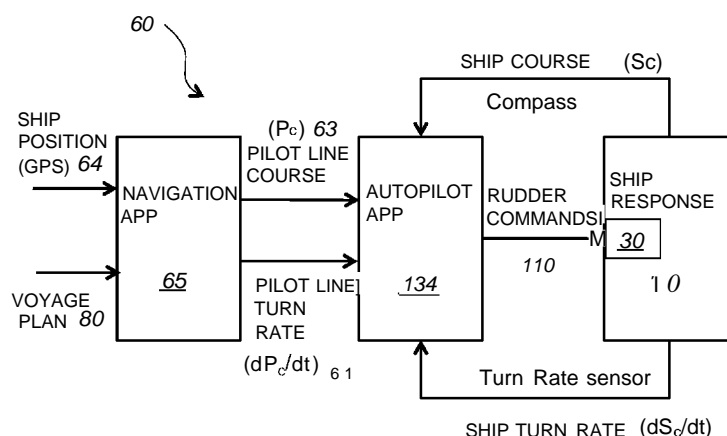 60
SHIP COURSE (Sc)
Compass
SHIP
POSITION
(GPS) 64
(Pc) 63
PILOT LINE
COURSE
NAVIGATION
APP
65
AUTOPILOT
APP
134
RUDDER
COMMANDSI
M
110
SHIP
RESPONSE
30
10
VOYAGE
PLAN 80
PILOT LINE]
TURN
RATE
(dPc/dt) 61
Turn Rate sensor
SHIP TURN RATE (dSc/dt)